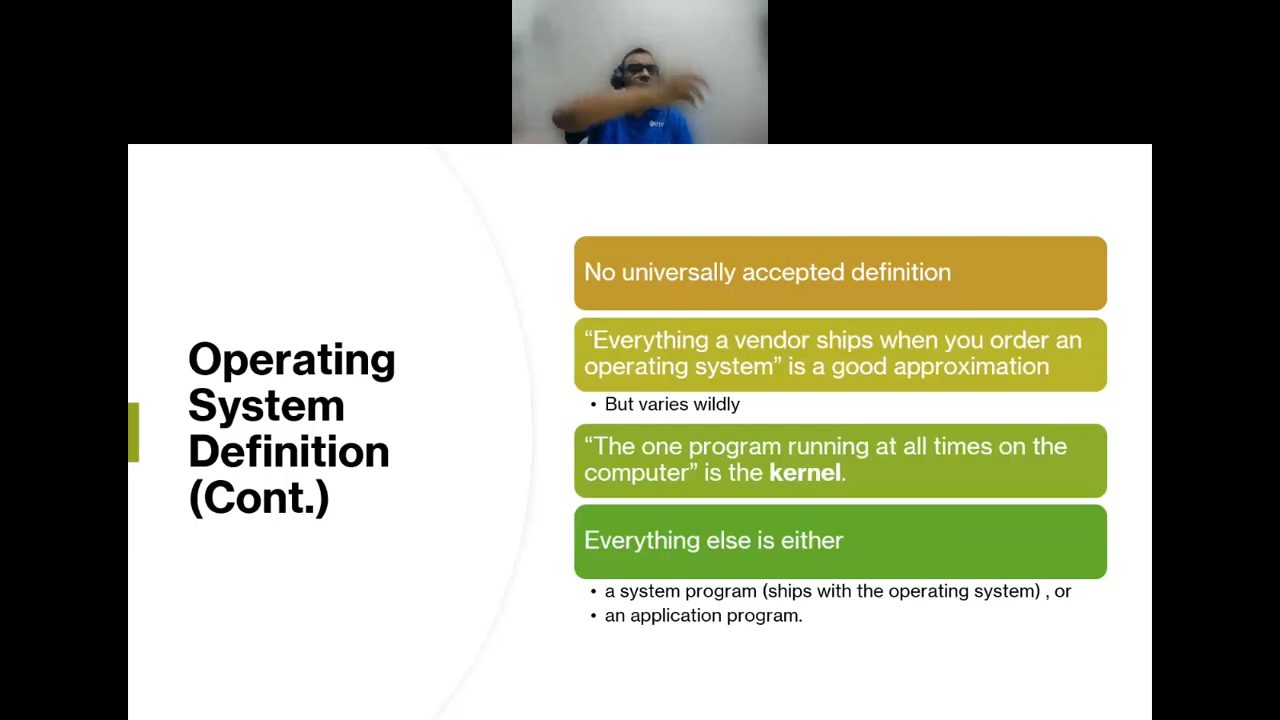 Operating
System
Definition
(Cont.)
No universally accepted definition
“Everything a vendor ships when you order an
operating system” is a good approximation
• But varies wildly
“The one program running at all times on the
computer” is the kernel.
Everything else is either
• a system program (ships with the operating system) , or
• an application program.